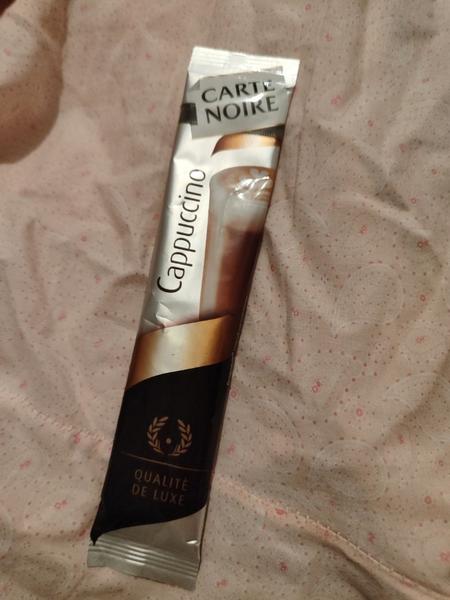 CARTE
NOIRE
Cappuccino
QUALITÉ
DE LUXE